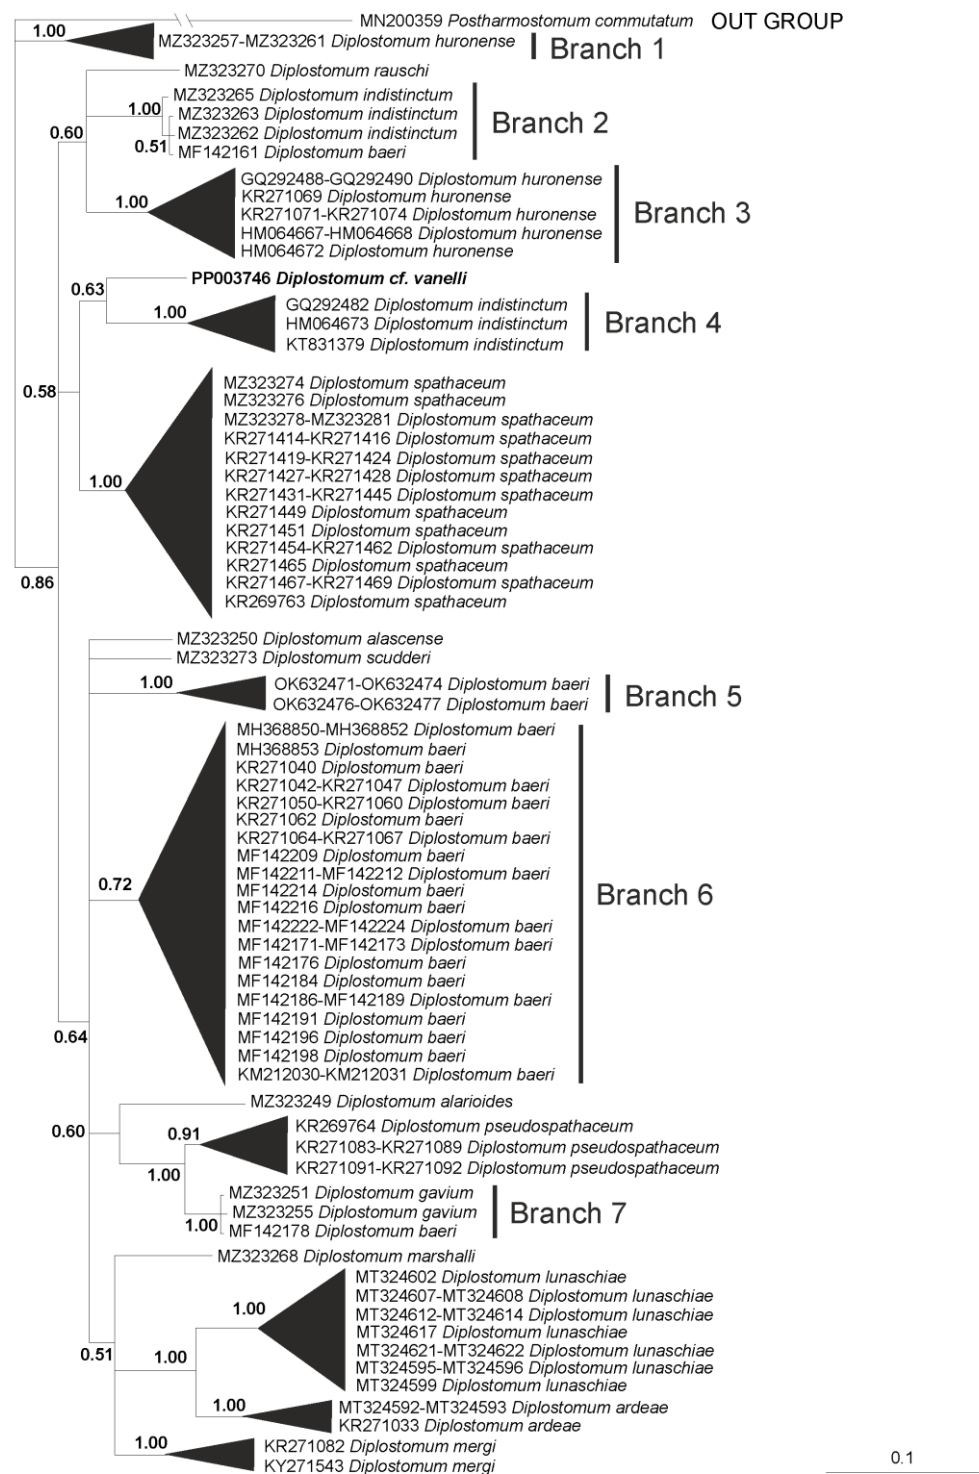 MN200359 Postharmostomum commutatum OUT GROUP
1.00
MZ323257-MZ323261 Diplostomum huronense
Branch 1
MZ323270 Diplostomum rauschi
MZ323265 Diplostomum indistinctum
1.00
MZ323263 Diplostomum indistinctum
Branch 2
0.60
MZ323262 Diplostomum indistinctum
0.51
MF142161 Diplostomum baeri
GQ292488-GQ292490 Diplostomum huronense
KR271069 Diplostomum huronense
1.00
KR271071-KR271074 Diplostomum huronense
Branch 3
HM064667-HM064668 Diplostomum huronense
HM064672 Diplostomum huronense
PP003746 Diplostomum cf. vanelli
0.63
GQ292482 Diplostomum indistinctum
1.00
HM064673 Diplostomum indistinctum
Branch 4
KT831379 Diplostomum indistinctum
0.58
MZ323274 Diplostomum spathaceum
MZ323276 Diplostomum spathaceum
MZ323278-MZ323281 Diplostomum spathaceum
KR271414-KR271416 Diplostomum spathaceum
KR271419-KR271424 Diplostomum spathaceum
KR271427-KR271428 Diplostomum spathaceum
1.00
KR271431-KR271445 Diplostomum spathaceum
KR271449 Diplostomum spathaceum
KR271451 Diplostomum spathaceum
KR271454-KR271462 Diplostomum spathaceum
KR271465 Diplostomum spathaceum
KR271467-KR271469 Diplostomum spathaceum
KR269763 Diplostomum spathaceum
0.86
MZ323250 Diplostomum alascense
MZ323273 Diplostomum scudderi
1.00
OK632471-OK632474 Diplostomum baeri
OK632476-OK632477 Diplostomum baeri
Branch 5
MH368850-MH368852 Diplostomum baeri
MH368853 Diplostomum baeri
KR271040 Diplostomum baeri
KR271042-KR271047 Diplostomum baeri
KR271050-KR271060 Diplostomum baeri
KR271062 Diplostomum baeri
KR271064-KR271067 Diplostomum baeri
MF142209 Diplostomum baeri
MF142211-MF142212 Diplostomum baeri
0.72
MF142214 Diplostomum baeri
Branch 6
MF142216 Diplostomum baeri
MF142222-MF142224 Diplostomum baeri
MF142171-MF142173 Diplostomum baeri
MF142176 Diplostomum baeri
MF142184 Diplostomum baeri
MF142186-MF142189 Diplostomum baeri
MF142191 Diplostomum baeri
MF142196 Diplostomum baeri
MF142198 Diplostomum baeri
KM212030-KM212031 Diplostomum baeri
0.64
MZ323249 Diplostomum alarioides
0.60
0.91
KR269764 Diplostomum pseudospathaceum
KR271083-KR271089 Diplostomum pseudospathaceum
KR271091-KR271092 Diplostomum pseudospathaceum
1.00
MZ323251 Diplostomum gavium
MZ323255 Diplostomum gavium
Branch 7
1.00
MF142178 Diplostomum baeri
MZ323268 Diplostomum marshalli
MT324602 Diplostomum lunaschiae
MT324607-MT324608 Diplostomum lunaschiae
1.00
MT324612-MT324614 Diplostomum lunaschiae
MT324617 Diplostomum lunaschiae
MT324621-MT324622 Diplostomum lunaschiae
0.51
1.00
MT324595-MT324596 Diplostomum lunaschiae
MT324599 Diplostomum lunaschiae
1.00
MT324592-MT324593 Diplostomum ardeae
KR271033 Diplostomum ardeae
1.00
KR271082 Diplostomum mergi
KY271543 Diplostomum mergi
0.1